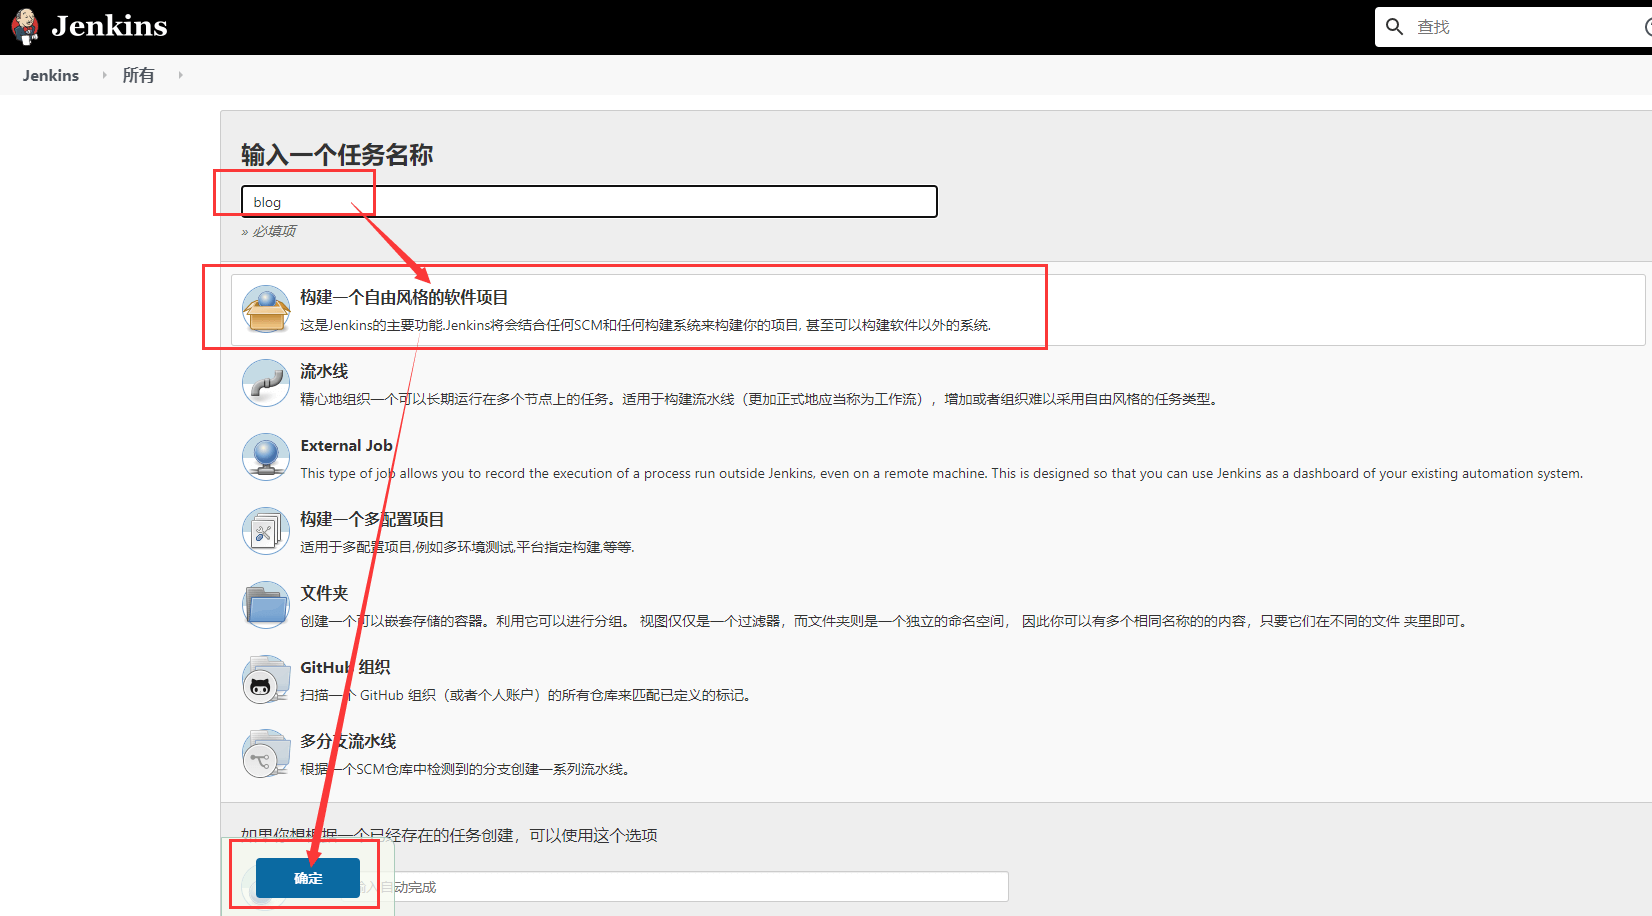 Jenkins
查找
Jenkins
所有
输入一个任务名称
blog
» 必填项
构建一个自由风格的软件项目
这是Jenkins的主要功能.Jenkins将会结合任何SCM和任何构建系统来构建你的项目, 甚至可以构建软件以外的系统.
流水线
精心地组织一个可以长期运行在多个节点上的任务。适用于构建流水线（更加正式地应当称为工作流），增加或者组织难以采用自由风格的任务类型。
External Job
This type of job allows you to record the execution of a process run outside Jenkins, even on a remote machine. This is designed so that you can use Jenkins as a dashboard of your existing automation system.
构建一个多配置项目
适用于多配置项目,例如多环境测试,平台指定构建,等等.
文件夹
创建一个可以嵌套存储的容器。利用它可以进行分组。 视图仅仅是一个过滤器，而文件夹则是一个独立的命名空间， 因此你可以有多个相同名称的的内容，只要它们在不同的文件 夹里即可。
GitHub 组织
扫描一个 GitHub 组织（或者个人账户）的所有仓库来匹配已定义的标记。
多分支流水线
根据一个SCM仓库中检测到的分支创建一系列流水线。
如果你想根据一个已经存在的任务创建，可以使用这个选项
确定
输入自动完成